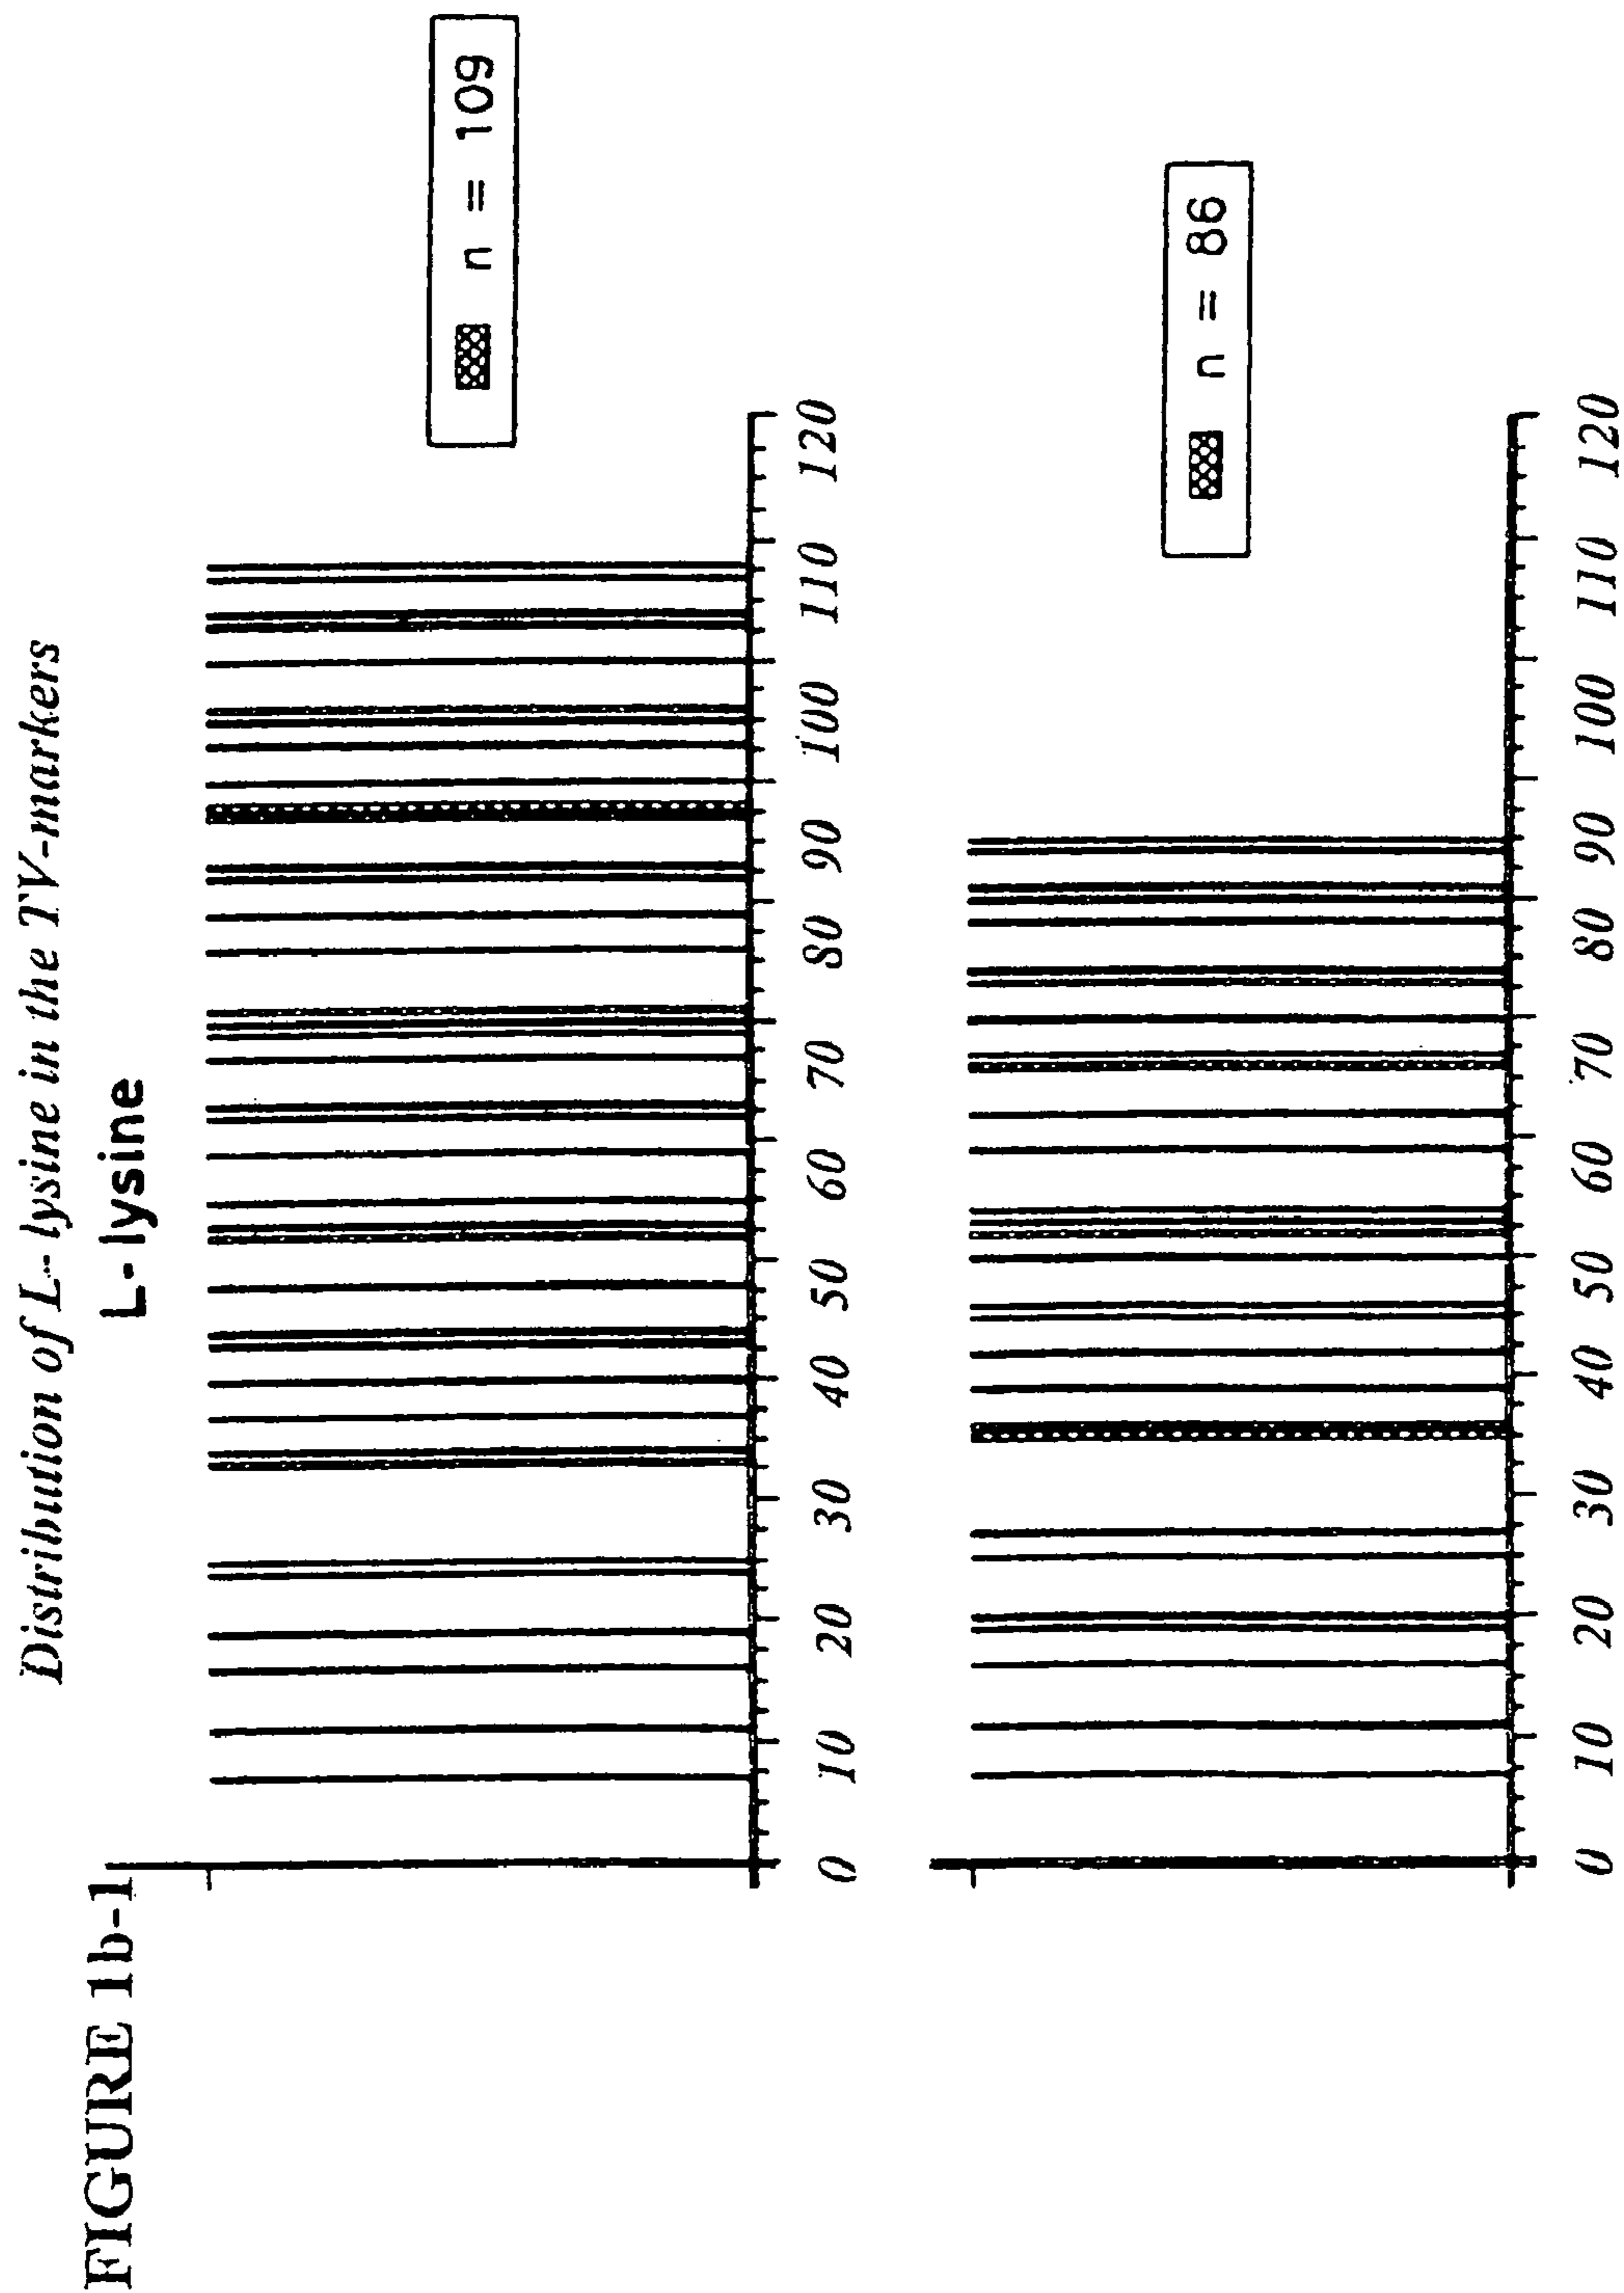 FIGURE 1b-1
Distribution of L-lysine in the TV-markers
L-lysine
n = 109
0 10 20 30 40 50 60 70 80 90 100 110 120
n = 86
0 10 20 30 40 50 60 70 80 90 100 110 120